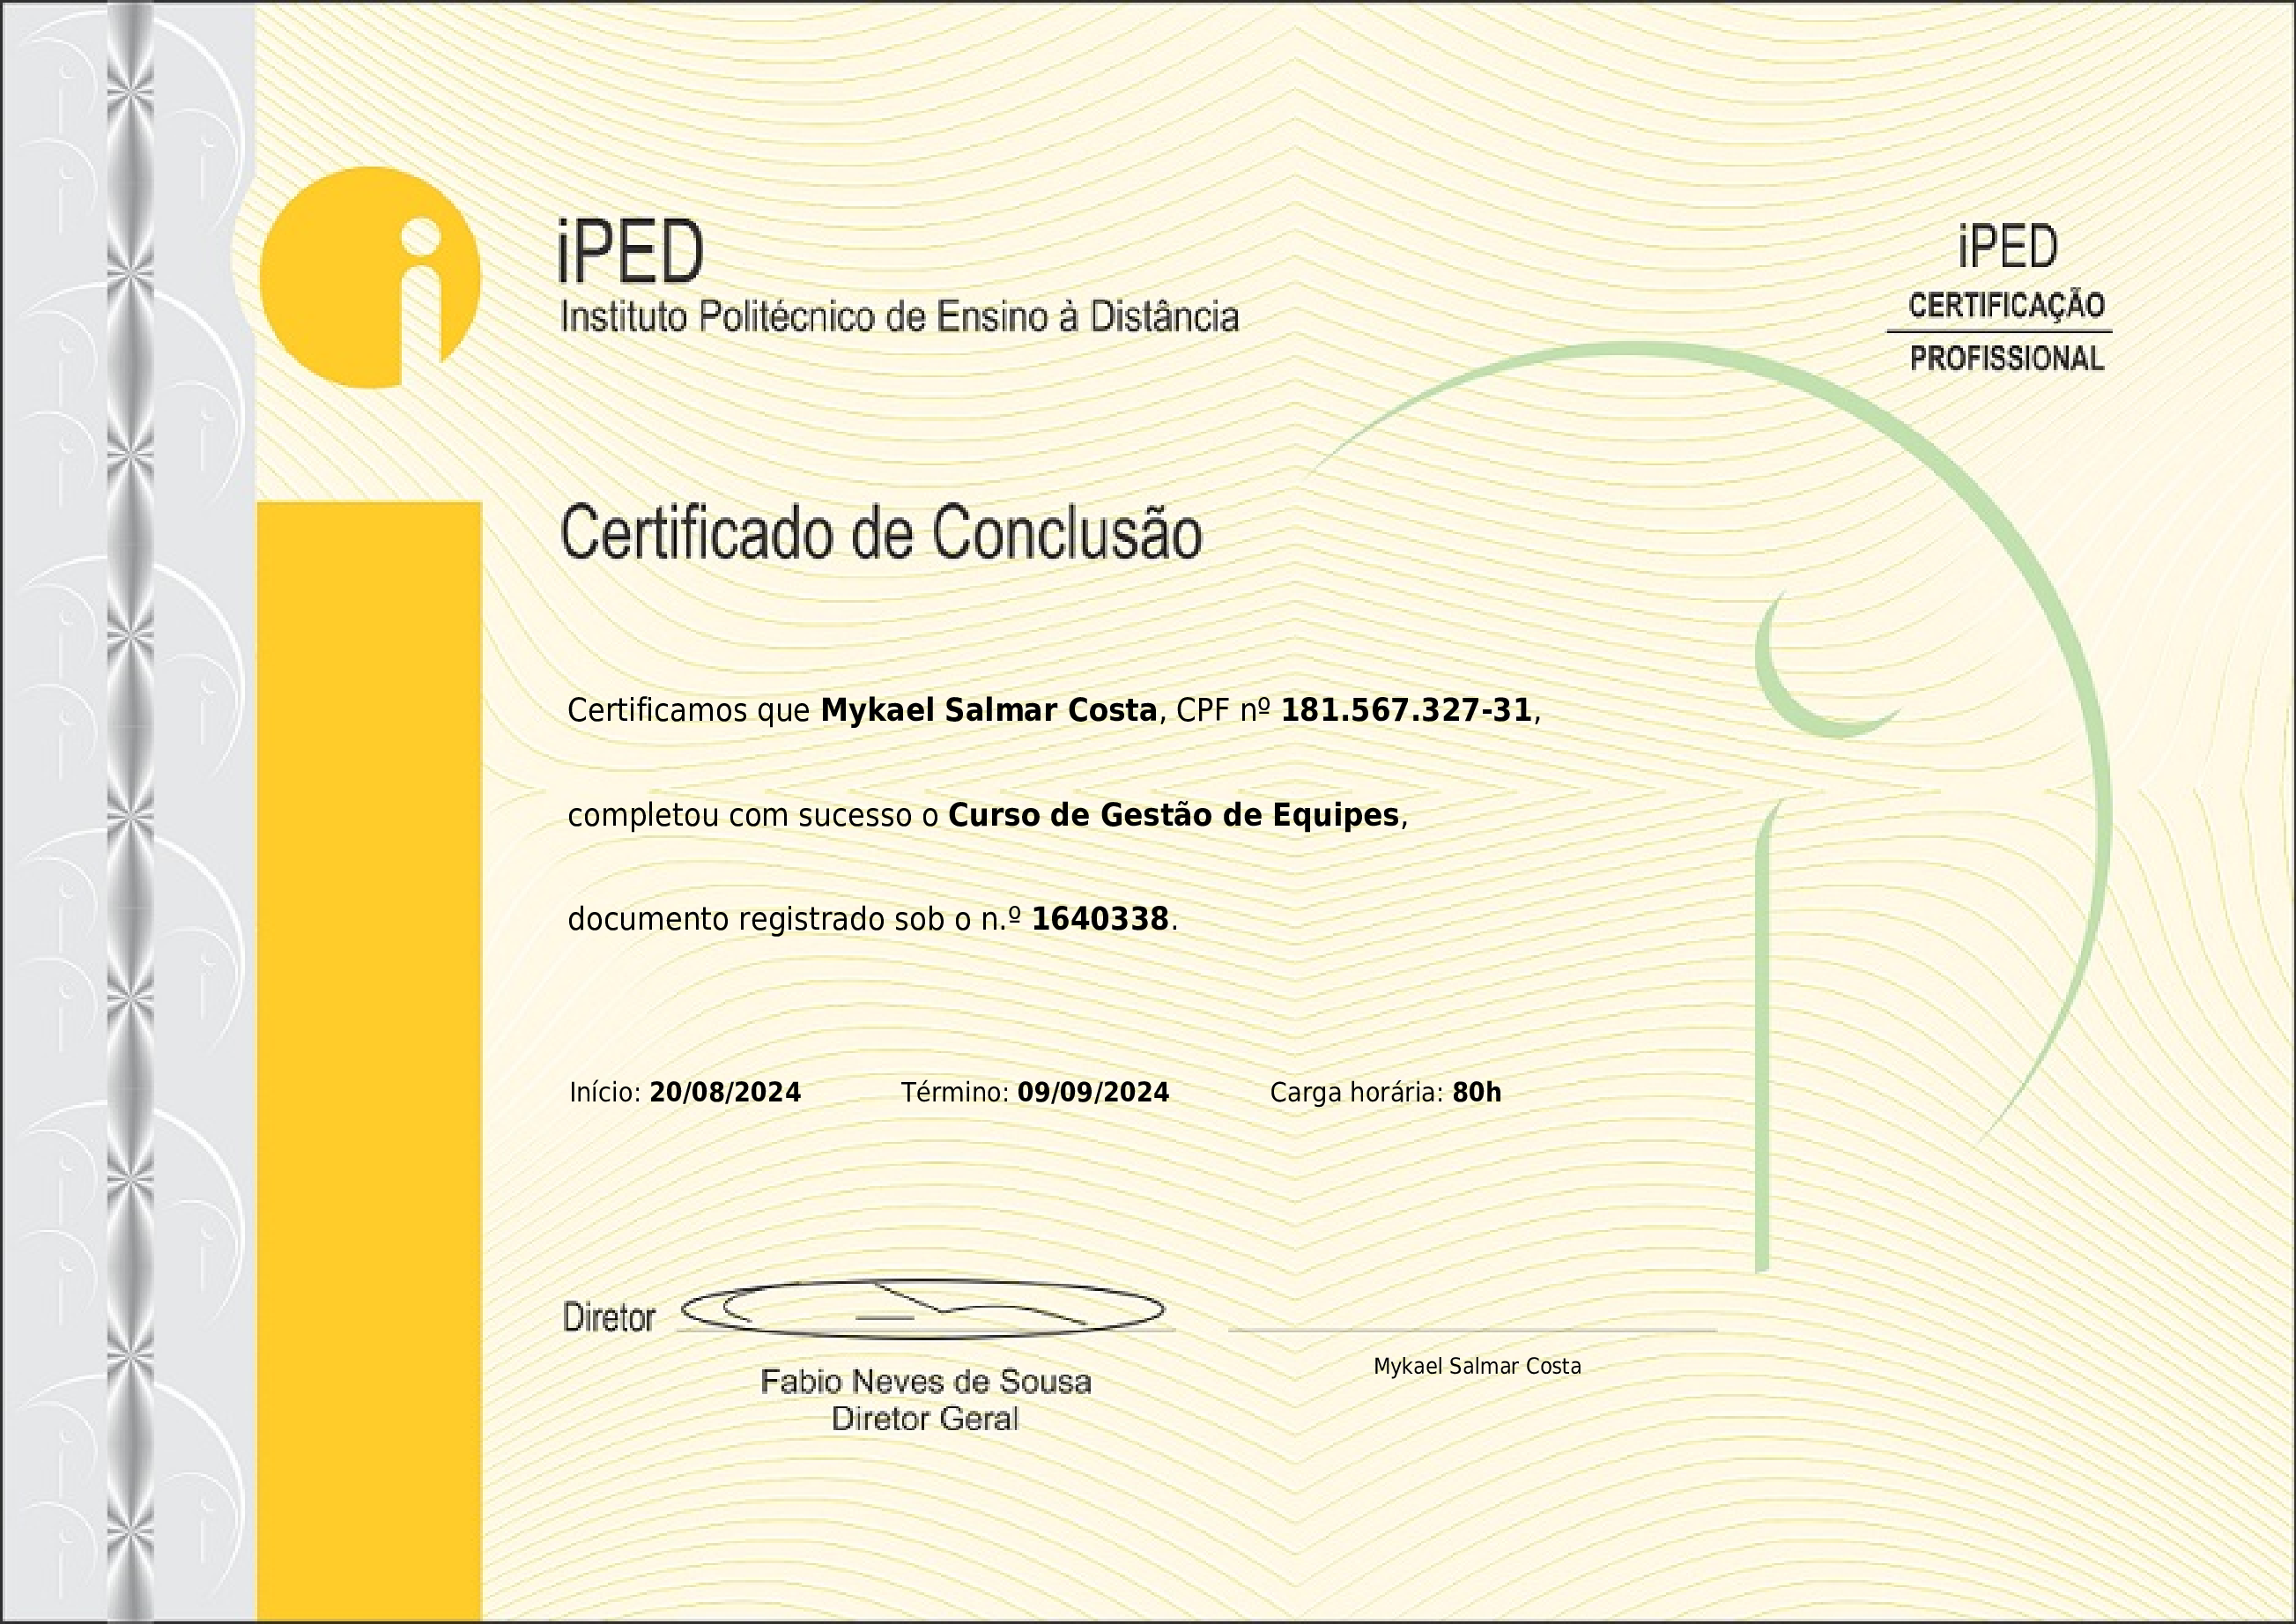 iPED
Instituto Politécnico de Ensino à Distância
iPED
CERTIFICAÇÃO
PROFISSIONAL
Certificado de Conclusão
Certificamos que Mykael Salmar Costa, CPF nº 181.567.327-31,
completou com sucesso o Curso de Gestão de Equipes,
documento registrado sob o n.º 1640338.
Início: 20/08/2024 Término: 09/09/2024 Carga horária: 80h
Diretor
Fabio Neves de Sousa
Diretor Geral
Mykael Salmar Costa